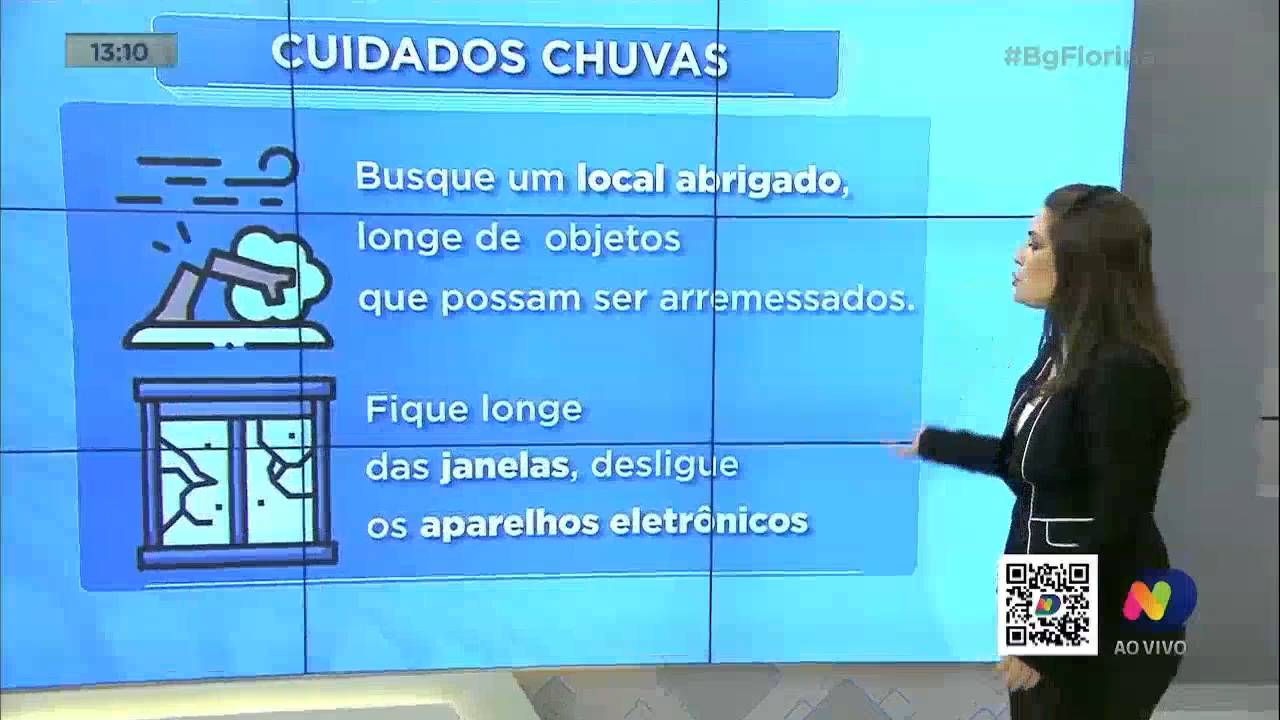 13:10
CUIDADOS CHUVAS
#BgFloripa
Busque um local abrigado,
longe de objetos
que possam ser arremessados.
Fique longe
das janelas, desligue
os aparelhos eletrônicos
AO VIVO